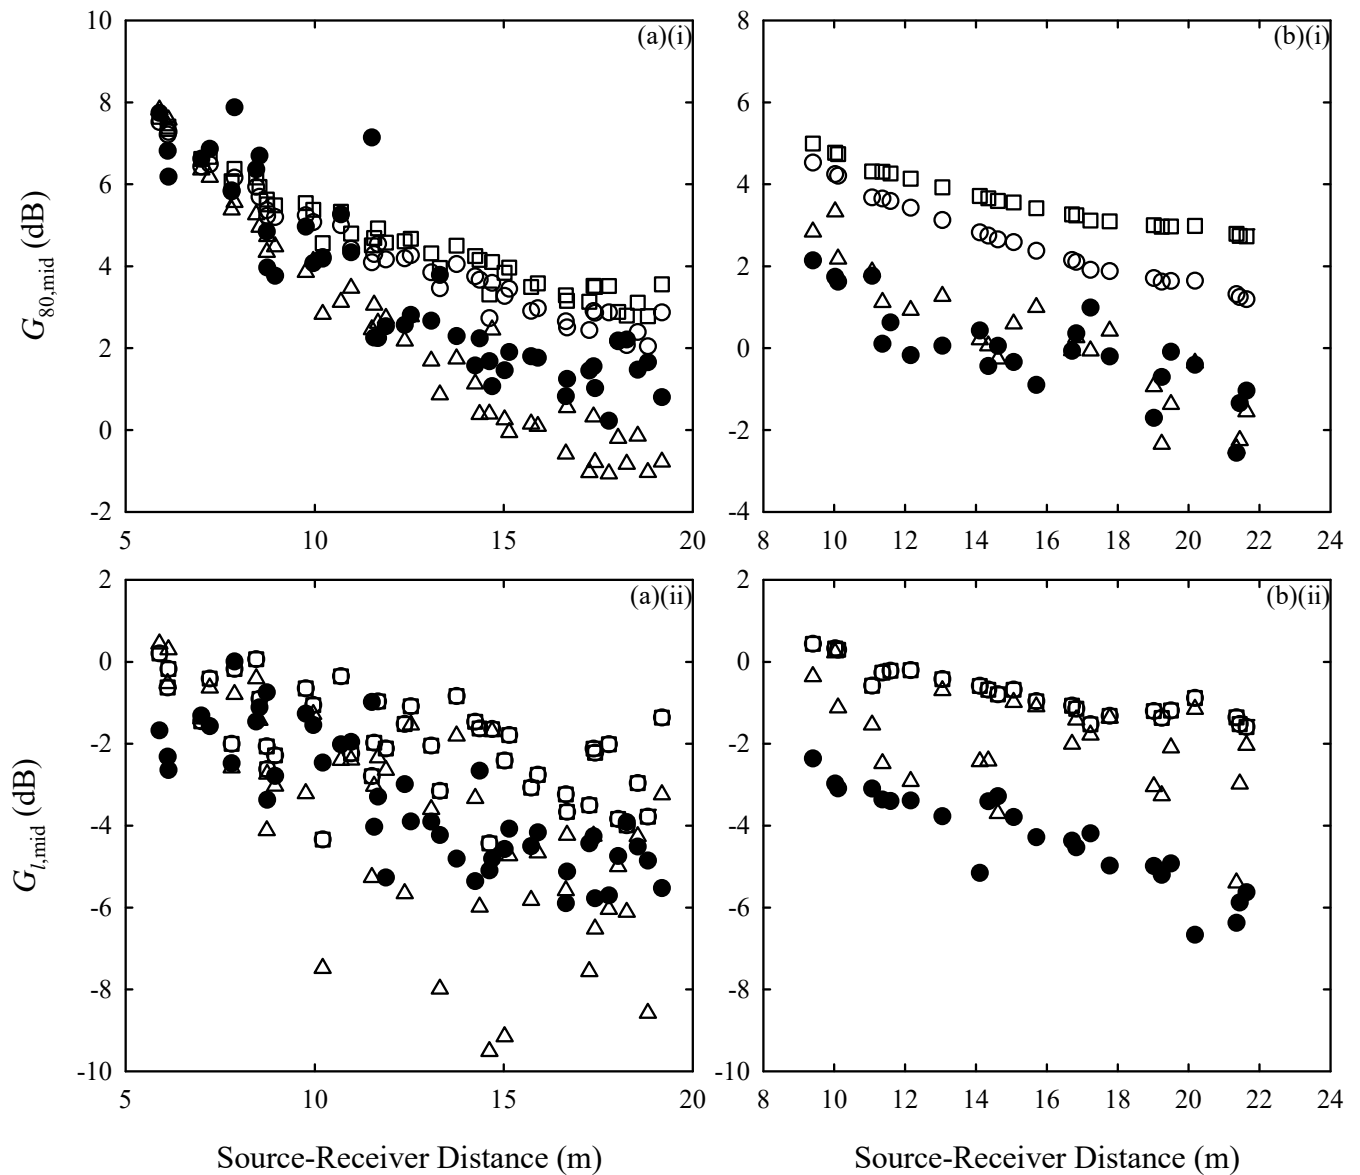 10 8 6 4 2 0 -2
G80,mid (dB)
(a)(i)
5 10 15 20
8 6 4 2 0 -2 -4
(b)(i)
8 10 12 14 16 18 20 22 24
2 0 -2 -4 -6 -8 -10
Gl,mid (dB)
(a)(ii)
5 10 15 20
Source-Receiver Distance (m)
2 0 -2 -4 -6 -8 -10
(b)(ii)
8 10 12 14 16 18 20 22 24
Source-Receiver Distance (m)